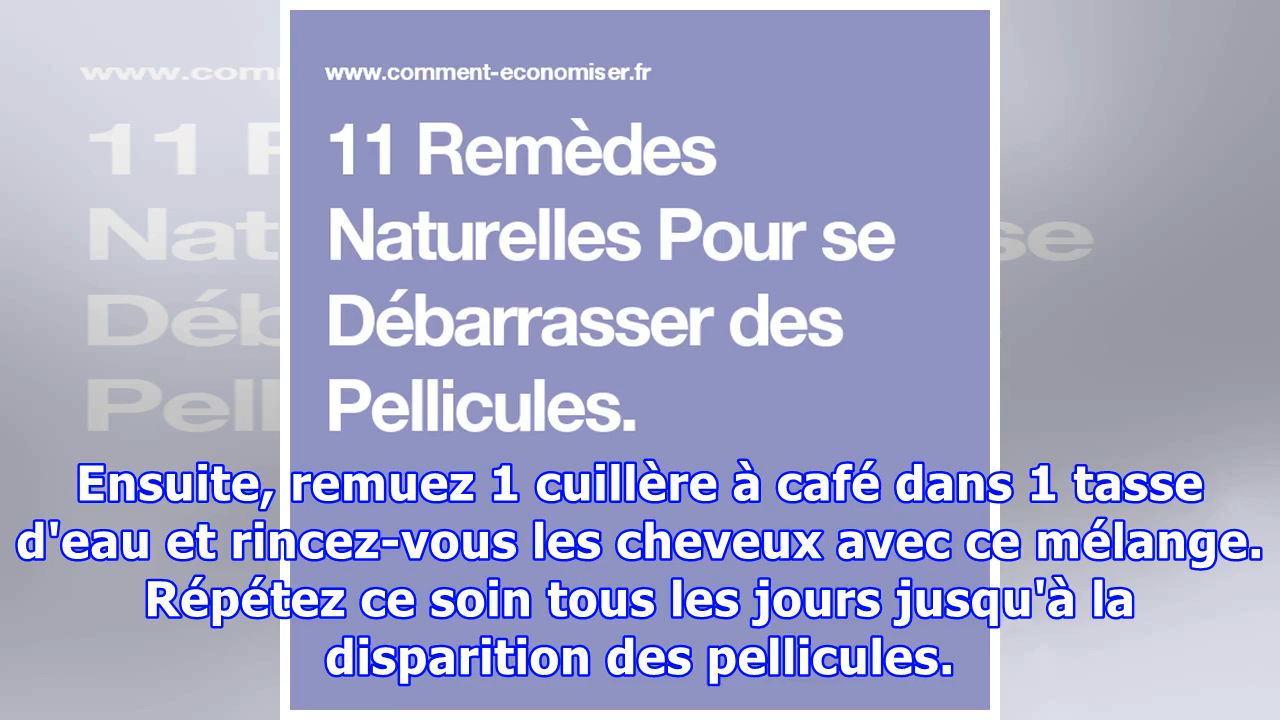 www.comment-economiser.fr
11 Remèdes
Naturelles Pour se
Débarrasser des
Pellicules.
Ensuite, remuez 1 cuillère à café dans 1 tasse
d'eau et rincez-vous les cheveux avec ce mélange.
Répétez ce soin tous les jours jusqu'à la
disparition des pellicules.